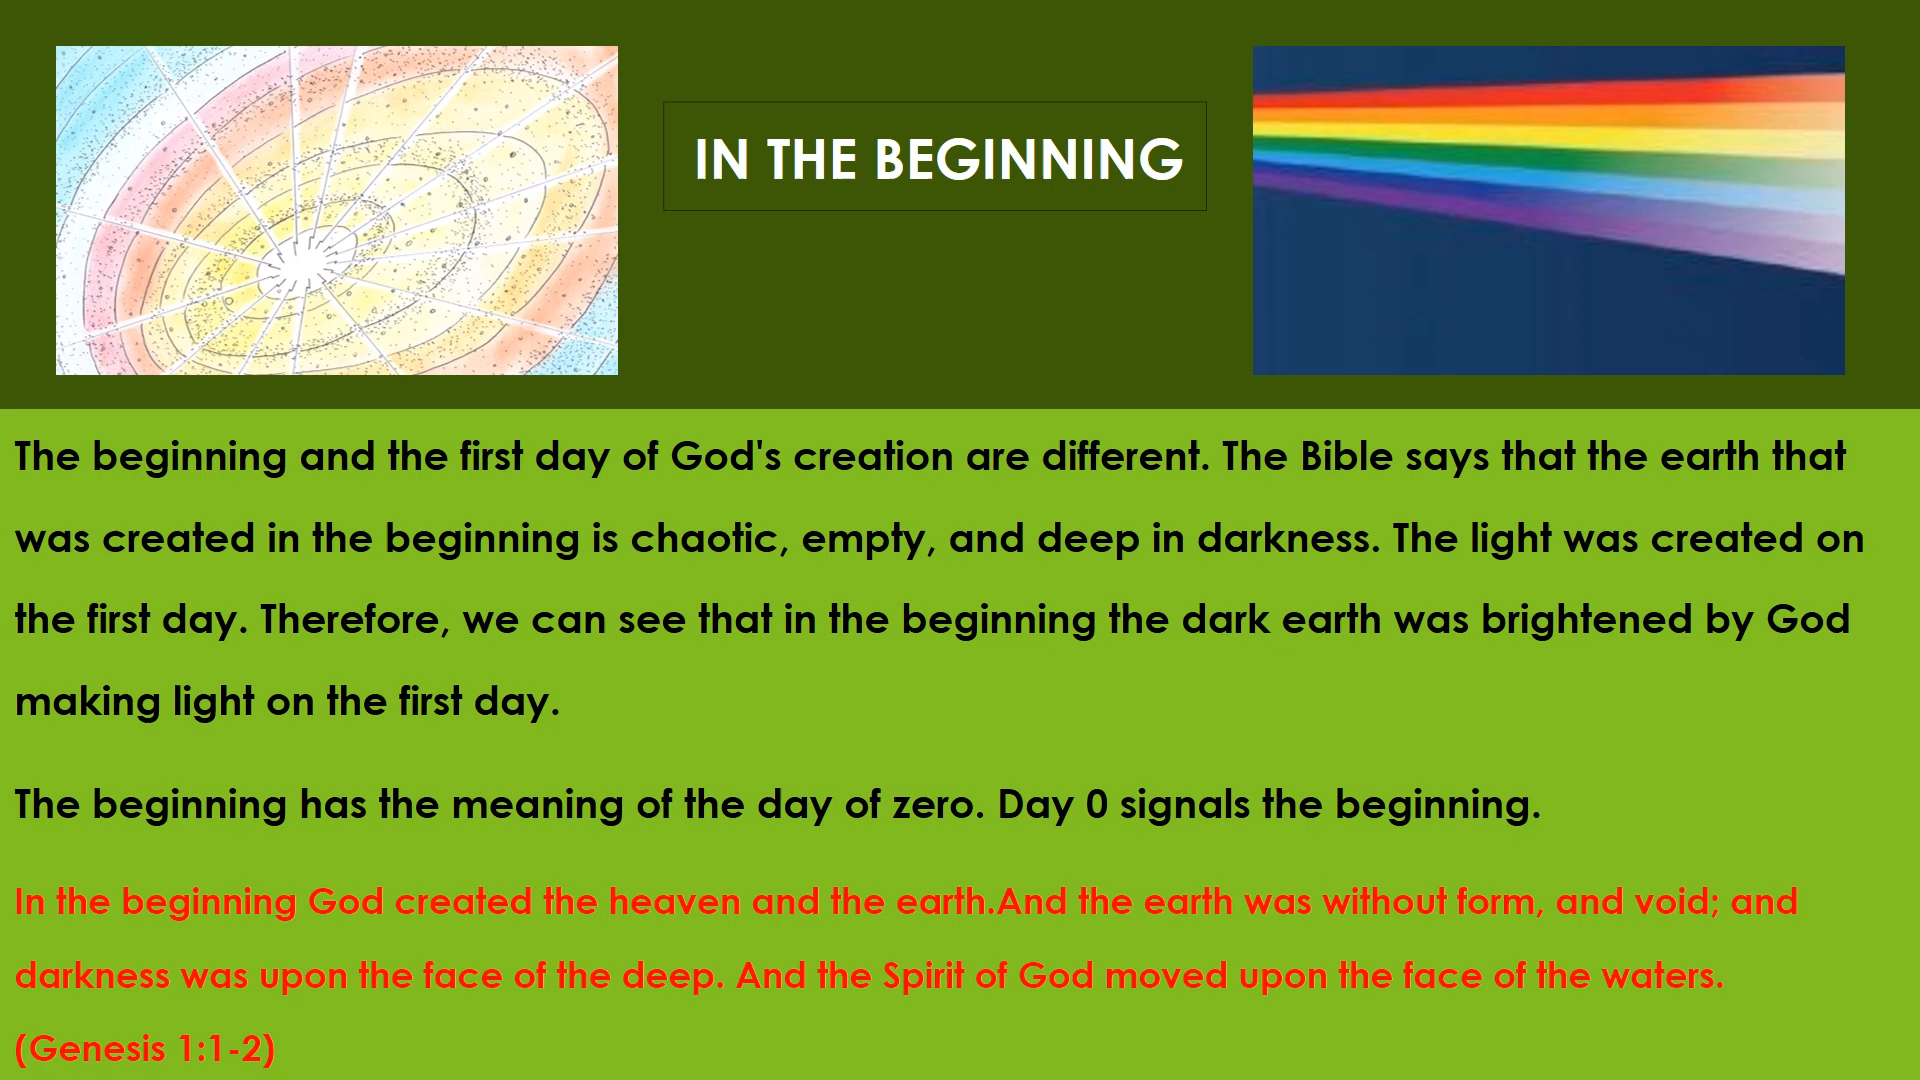 IN THE BEGINNING
The beginning and the first day of God's creation are different. The Bible says that the earth that
was created in the beginning is chaotic, empty, and deep in darkness. The light was created on
the first day. Therefore, we can see that in the beginning the dark earth was brightened by God
making light on the first day.
The beginning has the meaning of the day of zero. Day 0 signals the beginning.
In the beginning God created the heaven and the earth.And the earth was without form, and void; and
darkness was upon the face of the deep. And the Spirit of God moved upon the face of the waters.
(Genesis 1:1-2)